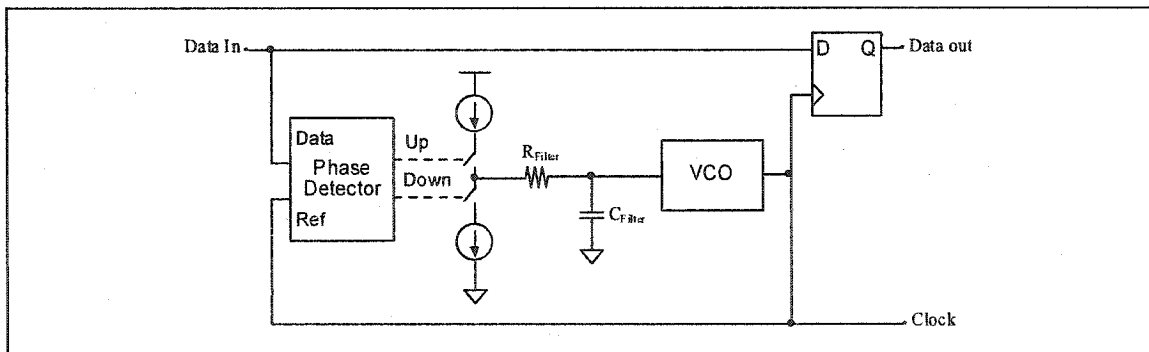 Data In
D
Q
Data out
Data
Phase
Detector
Ref
Up
Down
R_Filter
VCO
C_Filter
Clock